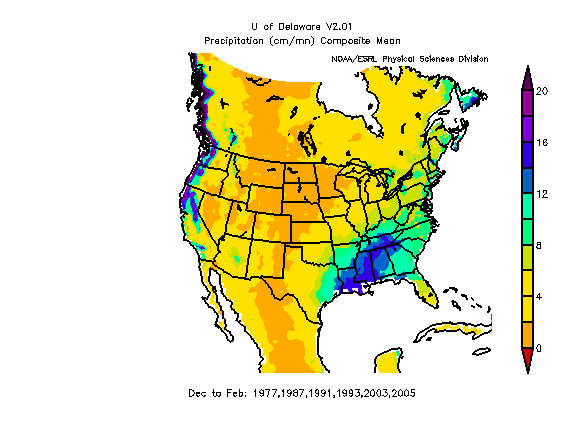 U of Delaware V2.01
Precipitation (cm/mn) Composite Mean
NOAA/ESRL Physical Sciences Division
20
16
12
8
4
0
Dec to Feb: 1977,1987,1991,1993,2003,2005